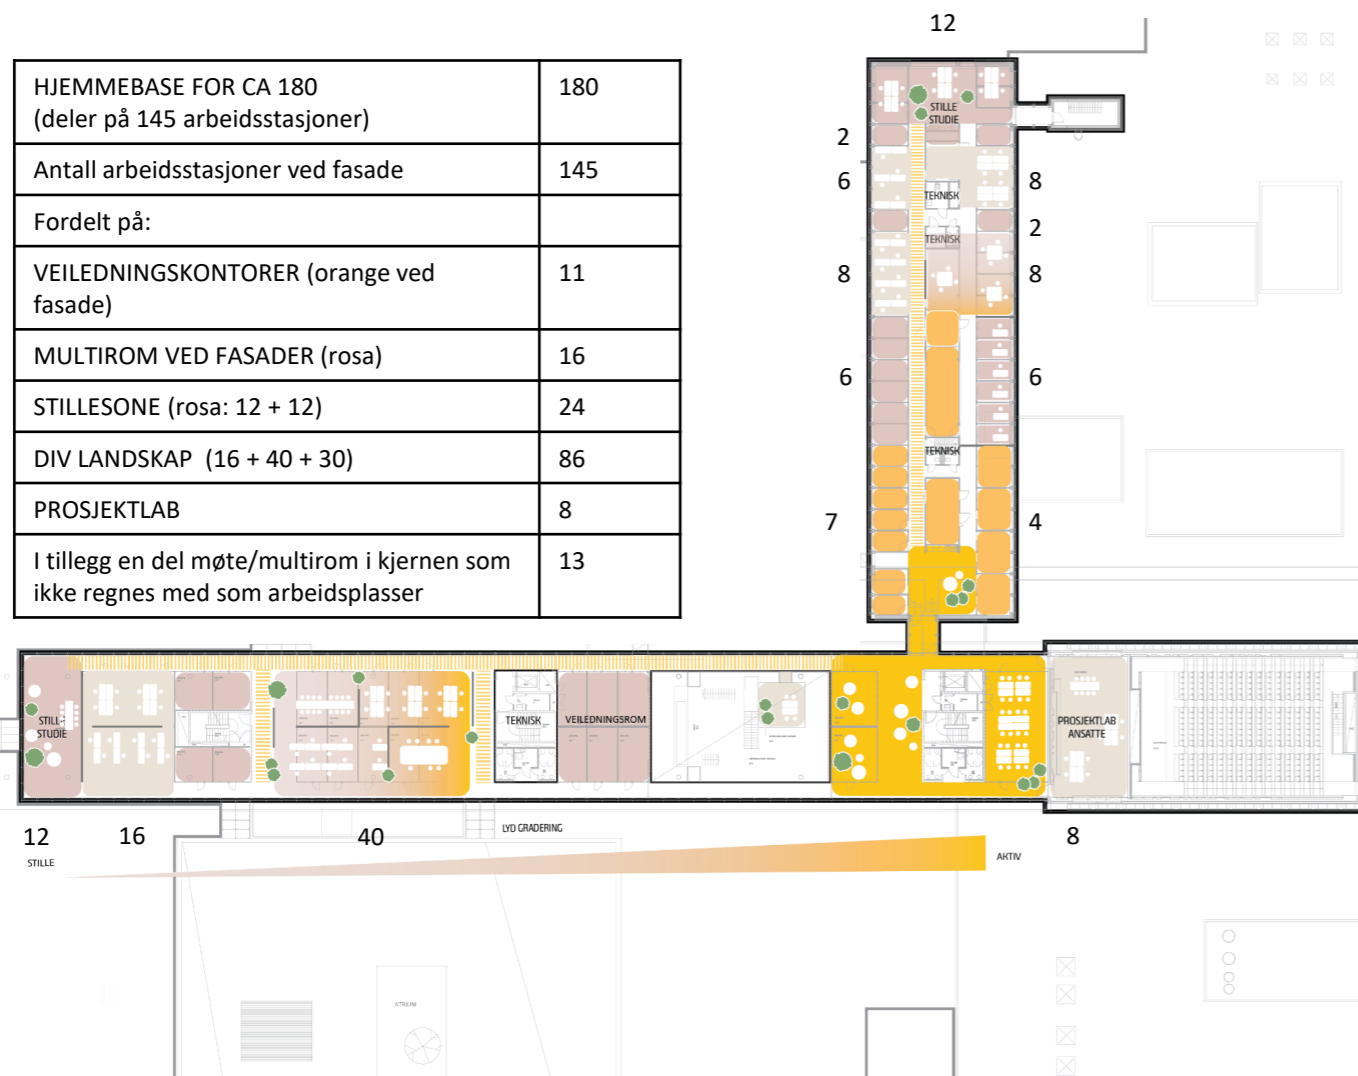 HJEMMEBASE FOR CA 180
(deler på 145 arbeidsstasjoner)
180
Antall arbeidsstasjoner ved fasade
145
Fordelt på:
VEILEDNINGSKONTORER (orange ved
fasade)
11
MULTIROM VED FASADER (rosa)
16
STILLESONE (rosa: 12 + 12)
24
DIV LANDSKAP (16 + 40 + 30)
86
PROSJEKTLAB
8
I tillegg en del møte/multirom i kjernen som
ikke regnes med som arbeidsplasser
13
12
STILLE
STUDIE
2
6
8
TEKNISK
2
TEKNISK
8
8
6
6
TEKNISK
7
4
STILL-
STUDIE
TEKNISK
VEILEDNINGSROM
PROSJEKTLAB
ANSATTE
12
16
40
LYD GRADERING
8
STILLE
AKTIV
ATRIUM